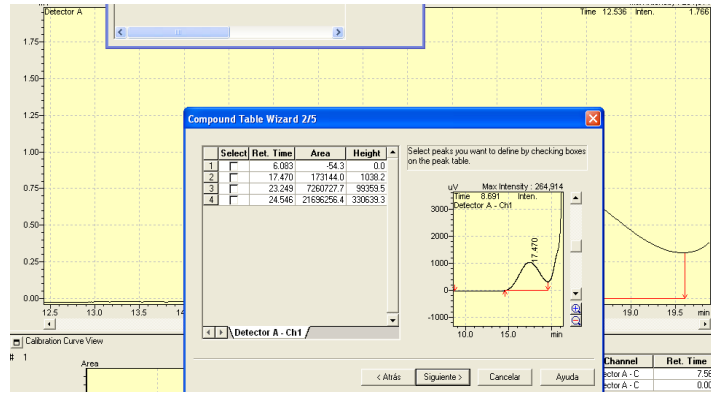 Detector A
Time 12.536 Inten. 1.766
1.75
1.50
1.25
1.00
0.75
0.50
0.25
0.00
12.5 13.0 13.5 14
19.0 19.5 min
Compound Table Wizard 2/5
Select Ret. Time Area Height
1 6.083 -54.3 0.0
2 17.470 173144.0 1038.2
3 23.249 7260727.7 99359.5
4 24.546 21696256.4 330639.3
Detector A - Ch1
Select peaks you want to define by checking boxes
on the peak table.
uV Max Intensity : 264,914
Time 8.691 Inten.
Detector A - Ch1
3000
2000
1000
0
-1000
17.470
10.0 15.0 min
< Atrás Siguiente > Cancelar Ayuda
Calibration Curve View
# 1
Area
Channel Ret. Time
ector A - C 7.56
ector A - C 0.00